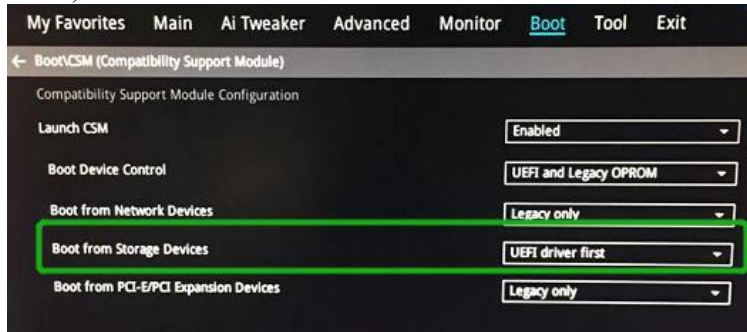 My Favorites Main Ai Tweaker Advanced Monitor Boot Tool Exit
← Boot\CSM (Compatibility Support Module)
Compatibility Support Module Configuration
Launch CSM Enabled
Boot Device Control UEFI and Legacy OPROM
Boot from Network Devices Legacy only
Boot from Storage Devices UEFI driver first
Boot from PCI-E/PCI Expansion Devices Legacy only